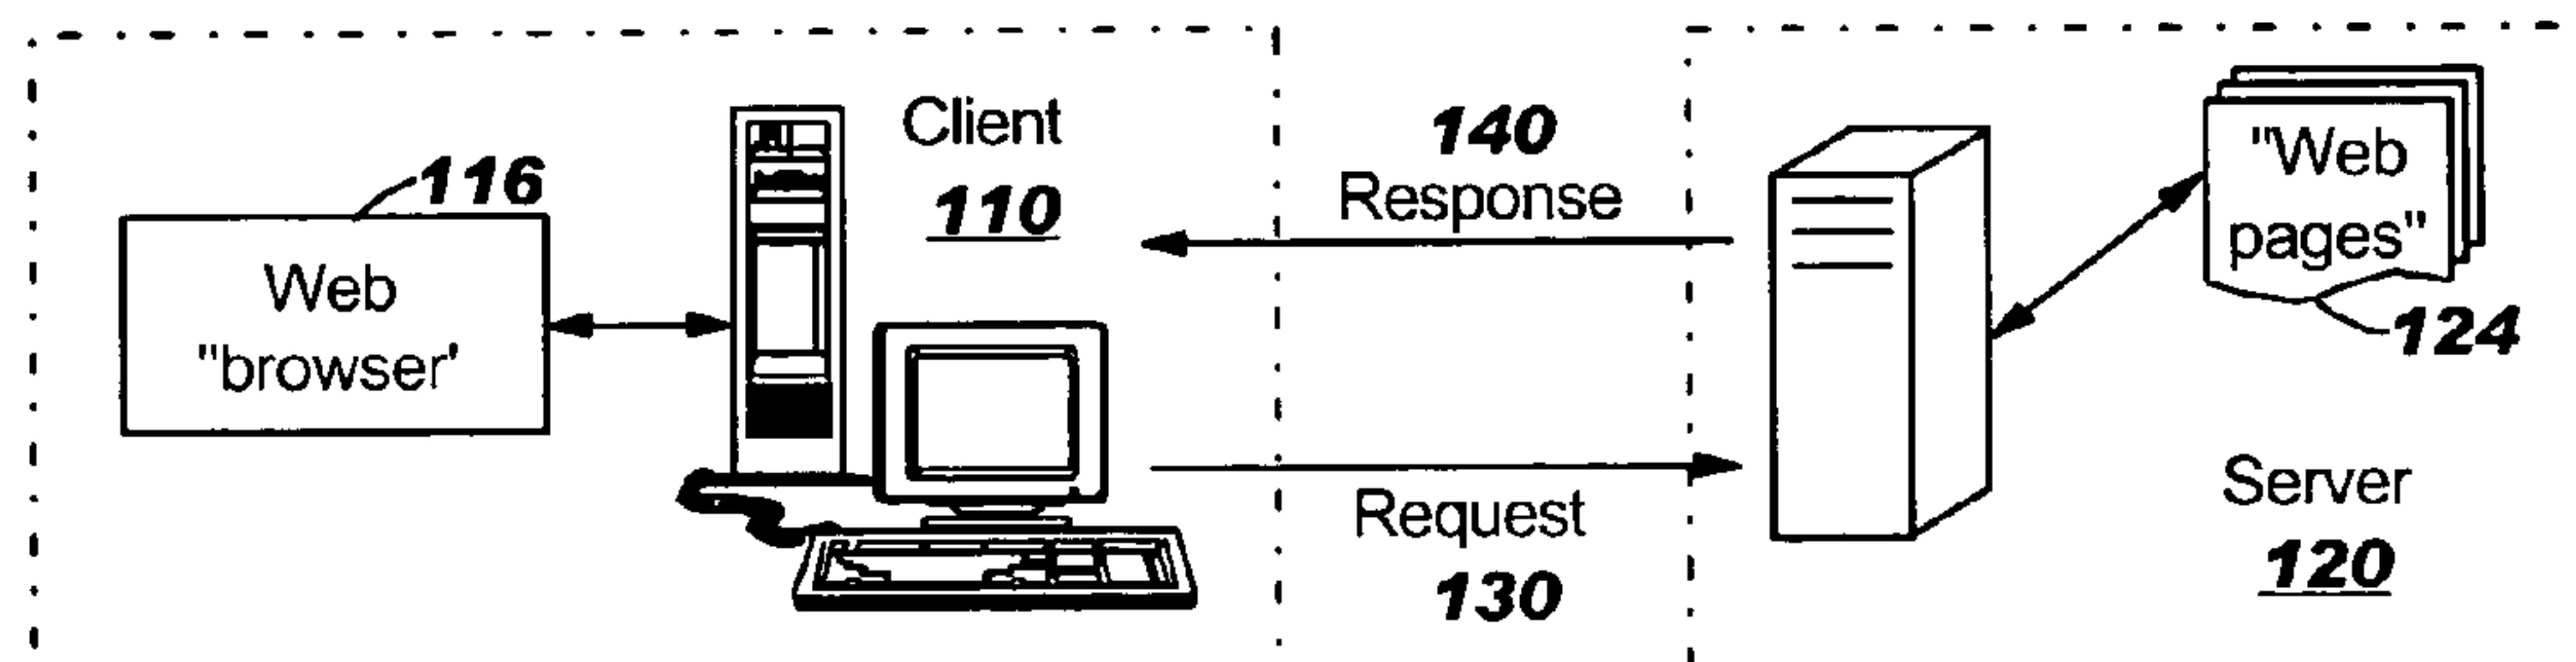 116
Web
"browser'
Client
110
140
Response
Request
130
"Web
pages"
124
Server
120